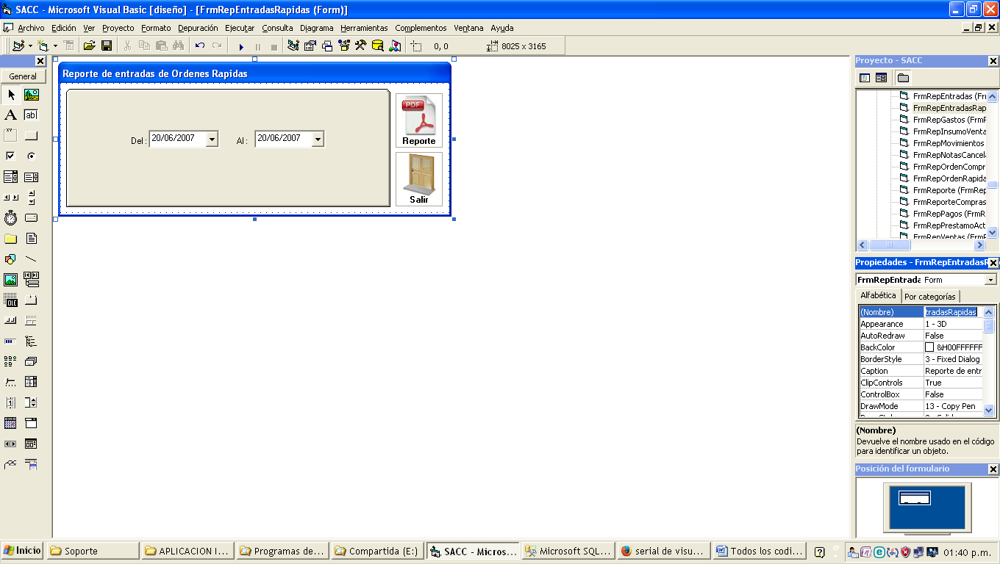 SACC - Microsoft Visual Basic [diseño] - [FrmRepEntradasRapidas (Form)]
Archivo Edición Ver Proyecto Formato Depuración Ejecutar Consulta Diagrama Herramientas Complementos Ventana Ayuda
0, 0 8025 x 3165
General
A ab|
xy
OLE
Reporte de entradas de Ordenes Rapidas
Del : 20/06/2007 Al : 20/06/2007
PDF
Reporte
Salir
Proyecto - SACC
FrmRepEntradas (Fri
FrmRepEntradasRap
FrmRepGastos (FrmF
FrmRepInsumoVenta
FrmRepMovimientos
FrmRepNotasCancel
FrmRepOrdenCompr
FrmRepOrdenRapida
FrmReporte (FrmRep
FrmReporteCompras
FrmRepPagos (FrmR
FrmRepPrestamoAct
FrmRepVentas (FrmF
Propiedades - FrmRepEntradasR
FrmRepEntrada Form
Alfabética Por categorías
(Nombre) tradasRapidas
Appearance 1 - 3D
AutoRedraw False
BackColor &H00FFFFFF
BorderStyle 3 - Fixed Dialog
Caption Reporte de entr
ClipControls True
ControlBox False
DrawMode 13 - Copy Pen
(Nombre)
Devuelve el nombre usado en el código
para identificar un objeto.
Posición del formulario
Inicio Soporte APLICACION I... Programas de... Compartida (E:) SACC - Micros... Microsoft SQL... serial de visu... Todos los codi... 01:40 p.m.